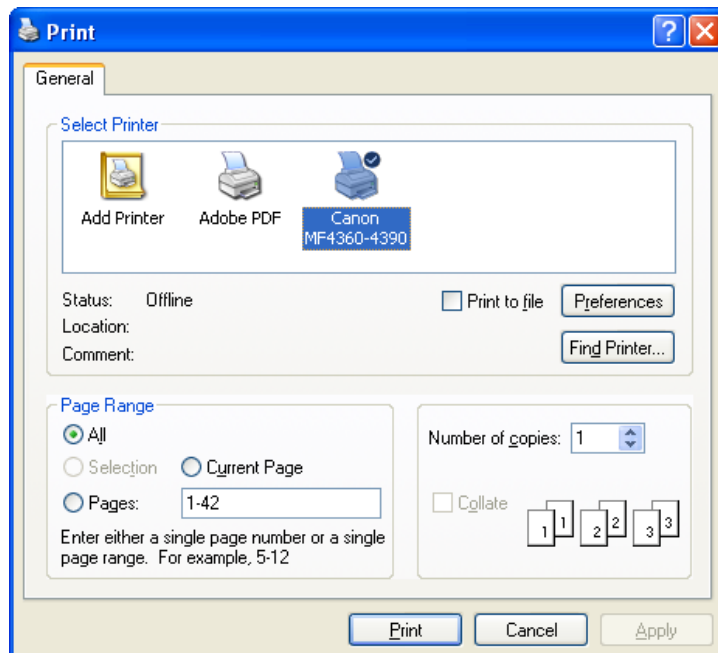 Print
General
Select Printer
Add Printer
Adobe PDF
Canon
MF4360-4390
Status: Offline
Print to file
Preferences
Location:
Comment:
Find Printer...
Page Range
All
Selection
Current Page
Pages: 1-42
Enter either a single page number or a single
page range. For example, 5-12
Number of copies: 1
Collate
1 1 2 2 3 3
Print
Cancel
Apply